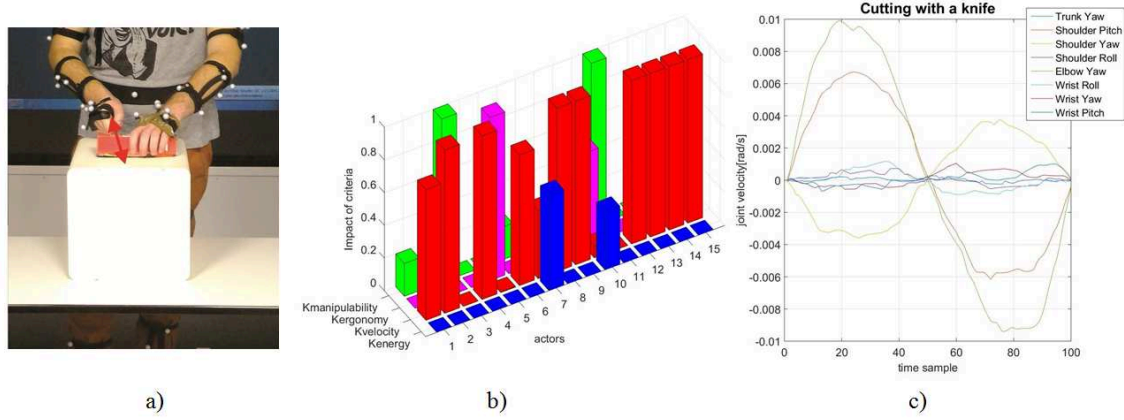 1
0.8
0.6
0.4
0.2
0
Impact of criteria
Kmanipulability
Kergonomy
Kvelocity
Kenergy
1
2
3
4
5
6
7
8
9
10
11
12
13
14
15
actors
Cutting with a knife
Trunk Yaw
Shoulder Pitch
Shoulder Yaw
Shoulder Roll
Elbow Yaw
Wrist Roll
Wrist Yaw
Wrist Pitch
0.01
0.008
0.006
0.004
0.002
0
-0.002
-0.004
-0.006
-0.008
-0.01
joint velocity[rad/s]
0 20 40 60 80 100
time sample
a) b) c)